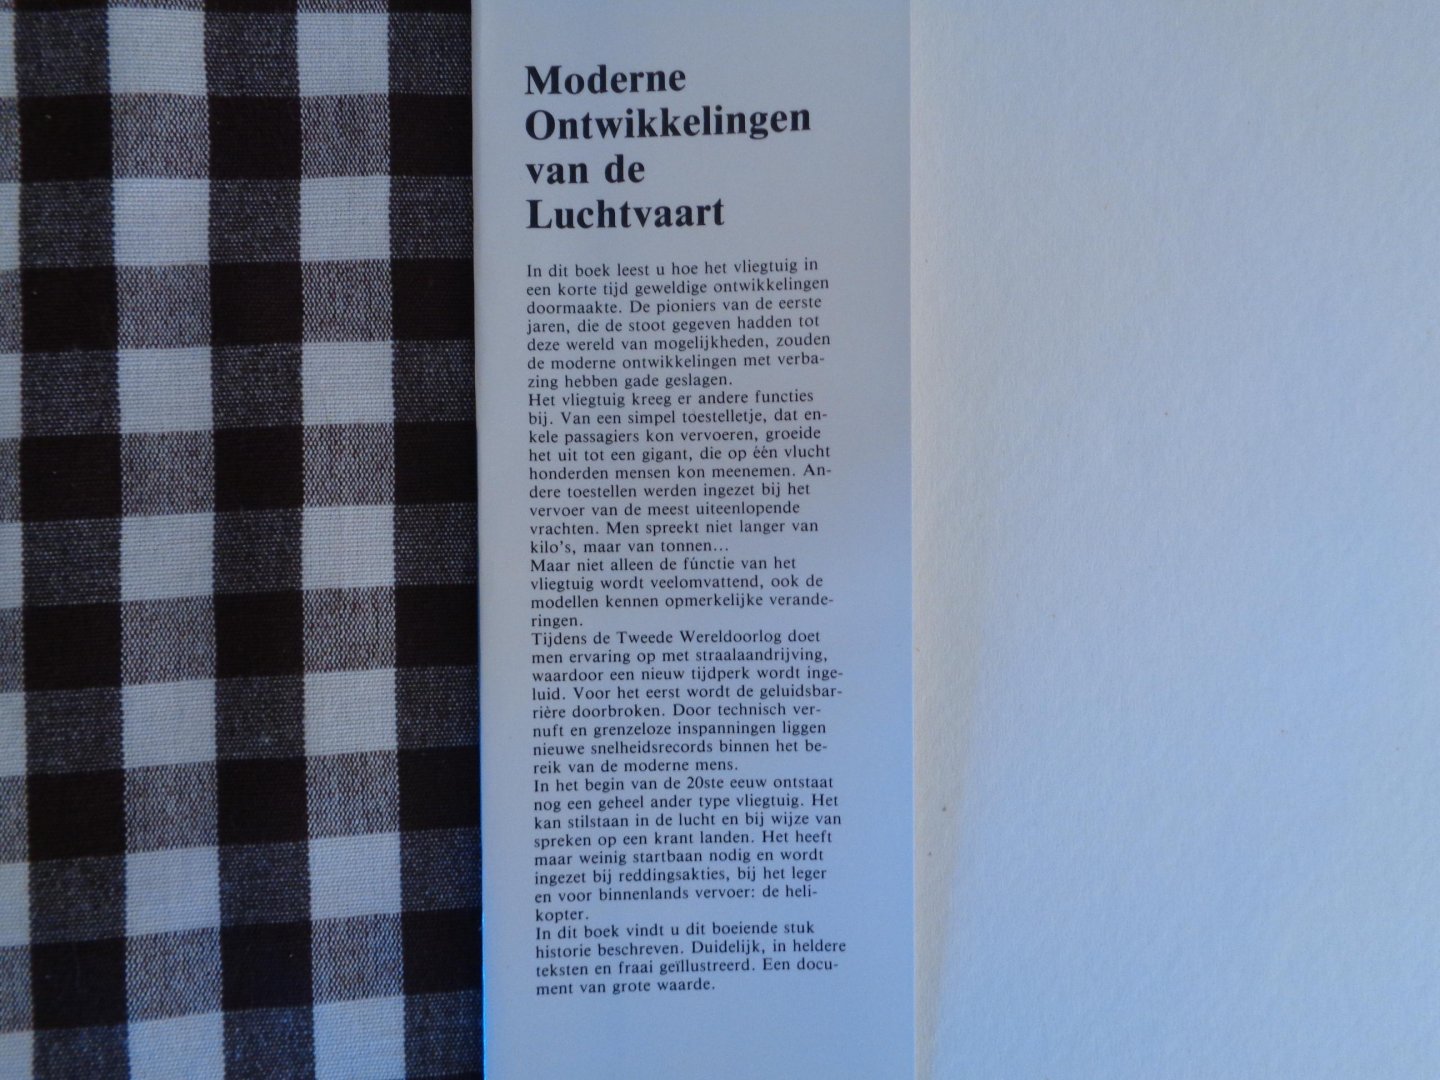 Moderne
Ontwikkelingen
van de
Luchtvaart
In dit boek leest u hoe het vliegtuig in
een korte tijd geweldige ontwikkelingen
doormaakte. De pioniers van de eerste
jaren, die de stoot gegeven hadden tot
deze wereld van mogelijkheden, zouden
de moderne ontwikkelingen met verba-
zing hebben gade geslagen.
Het vliegtuig kreeg er andere functies
bij. Van een simpel toestelletje, dat en-
kele passagiers kon vervoeren, groeide
het uit tot een gigant, die op één vlucht
honderden mensen kon meenemen. An-
dere toestellen werden ingezet bij het
vervoer van de meest uiteenlopende
vrachten. Men spreekt niet langer van
kilo's, maar van tonnen...
Maar niet alleen de functie van het
vliegtuig wordt veelomvattend, ook de
modellen kennen opmerkelijke verande-
ringen.
Tijdens de Tweede Wereldoorlog doet
men ervaring op met straalaandrijving,
waardoor een nieuw tijdperk wordt inge-
luid. Voor het eerst wordt de geluidsbar-
rière doorbroken. Door technisch ver-
nuft en grenzeloze inspanningen liggen
nieuwe snelheidsrecords binnen het be-
reik van de moderne mens.
In het begin van de 20ste eeuw ontstaat
nog een geheel ander type vliegtuig. Het
kan stilstaan in de lucht en bij wijze van
spreken op een krant landen. Het heeft
maar weinig startbaan nodig en wordt
ingezet bij reddingsakties, bij het leger
en voor binnenlands vervoer: de heli-
kopter.
In dit boek vindt u dit boeiende stuk
historie beschreven. Duidelijk, in heldere
teksten en fraai geïllustreerd. Een docu-
ment van grote waarde.